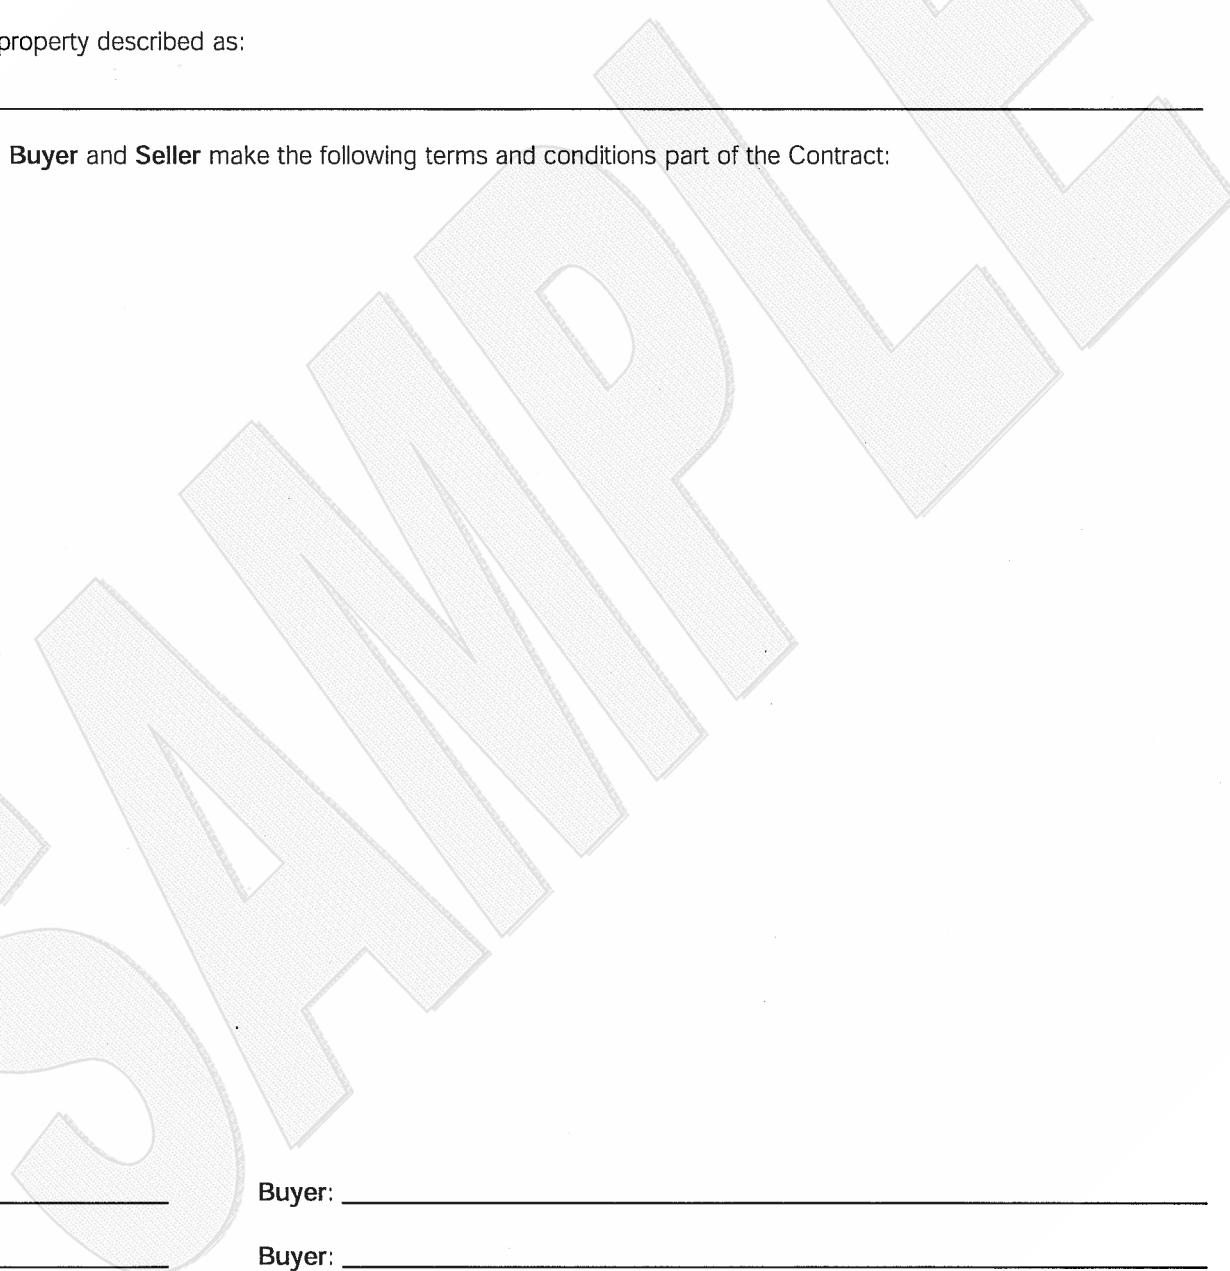 property described as:
Buyer and Seller make the following terms and conditions part of the Contract:
SAMPLE
Buyer:
Buyer: